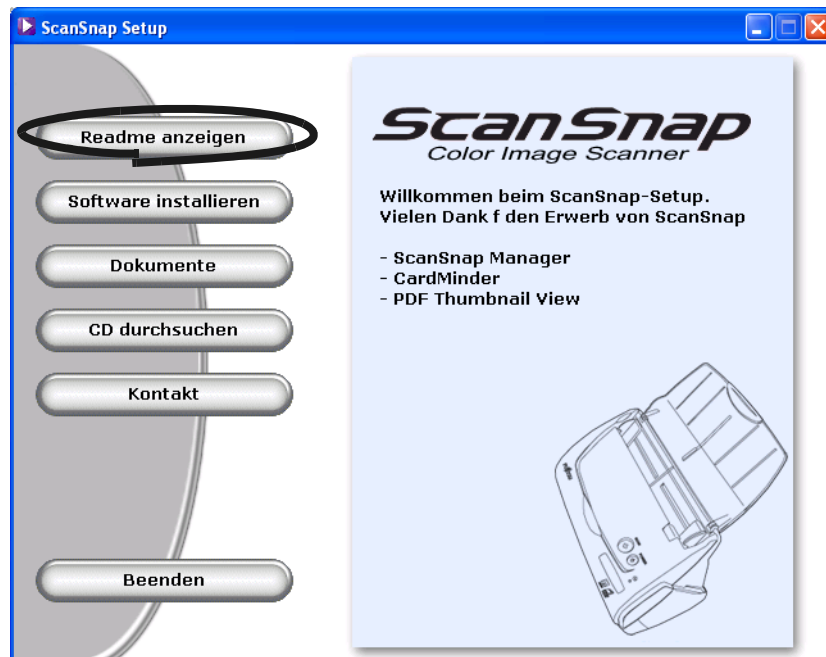 ScanSnap Setup
Readme anzeigen
Software installieren
Dokumente
CD durchsuchen
Kontakt
Beenden
ScanSnap
Color Image Scanner
Willkommen beim ScanSnap-Setup.
Vielen Dank f den Erwerb von ScanSnap
- ScanSnap Manager
- CardMinder
- PDF Thumbnail View